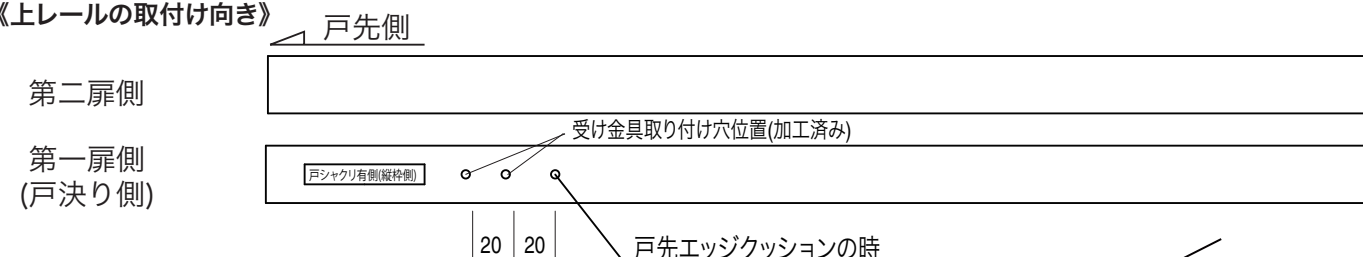 《上レールの取付け向き》
戸先側
第二扉側
受け金具取り付け穴位置(加工済み)
第一扉側
(戸決り側)
戸シャクリ有側(縦枠側)
20 20
戸先エッジクッションの時